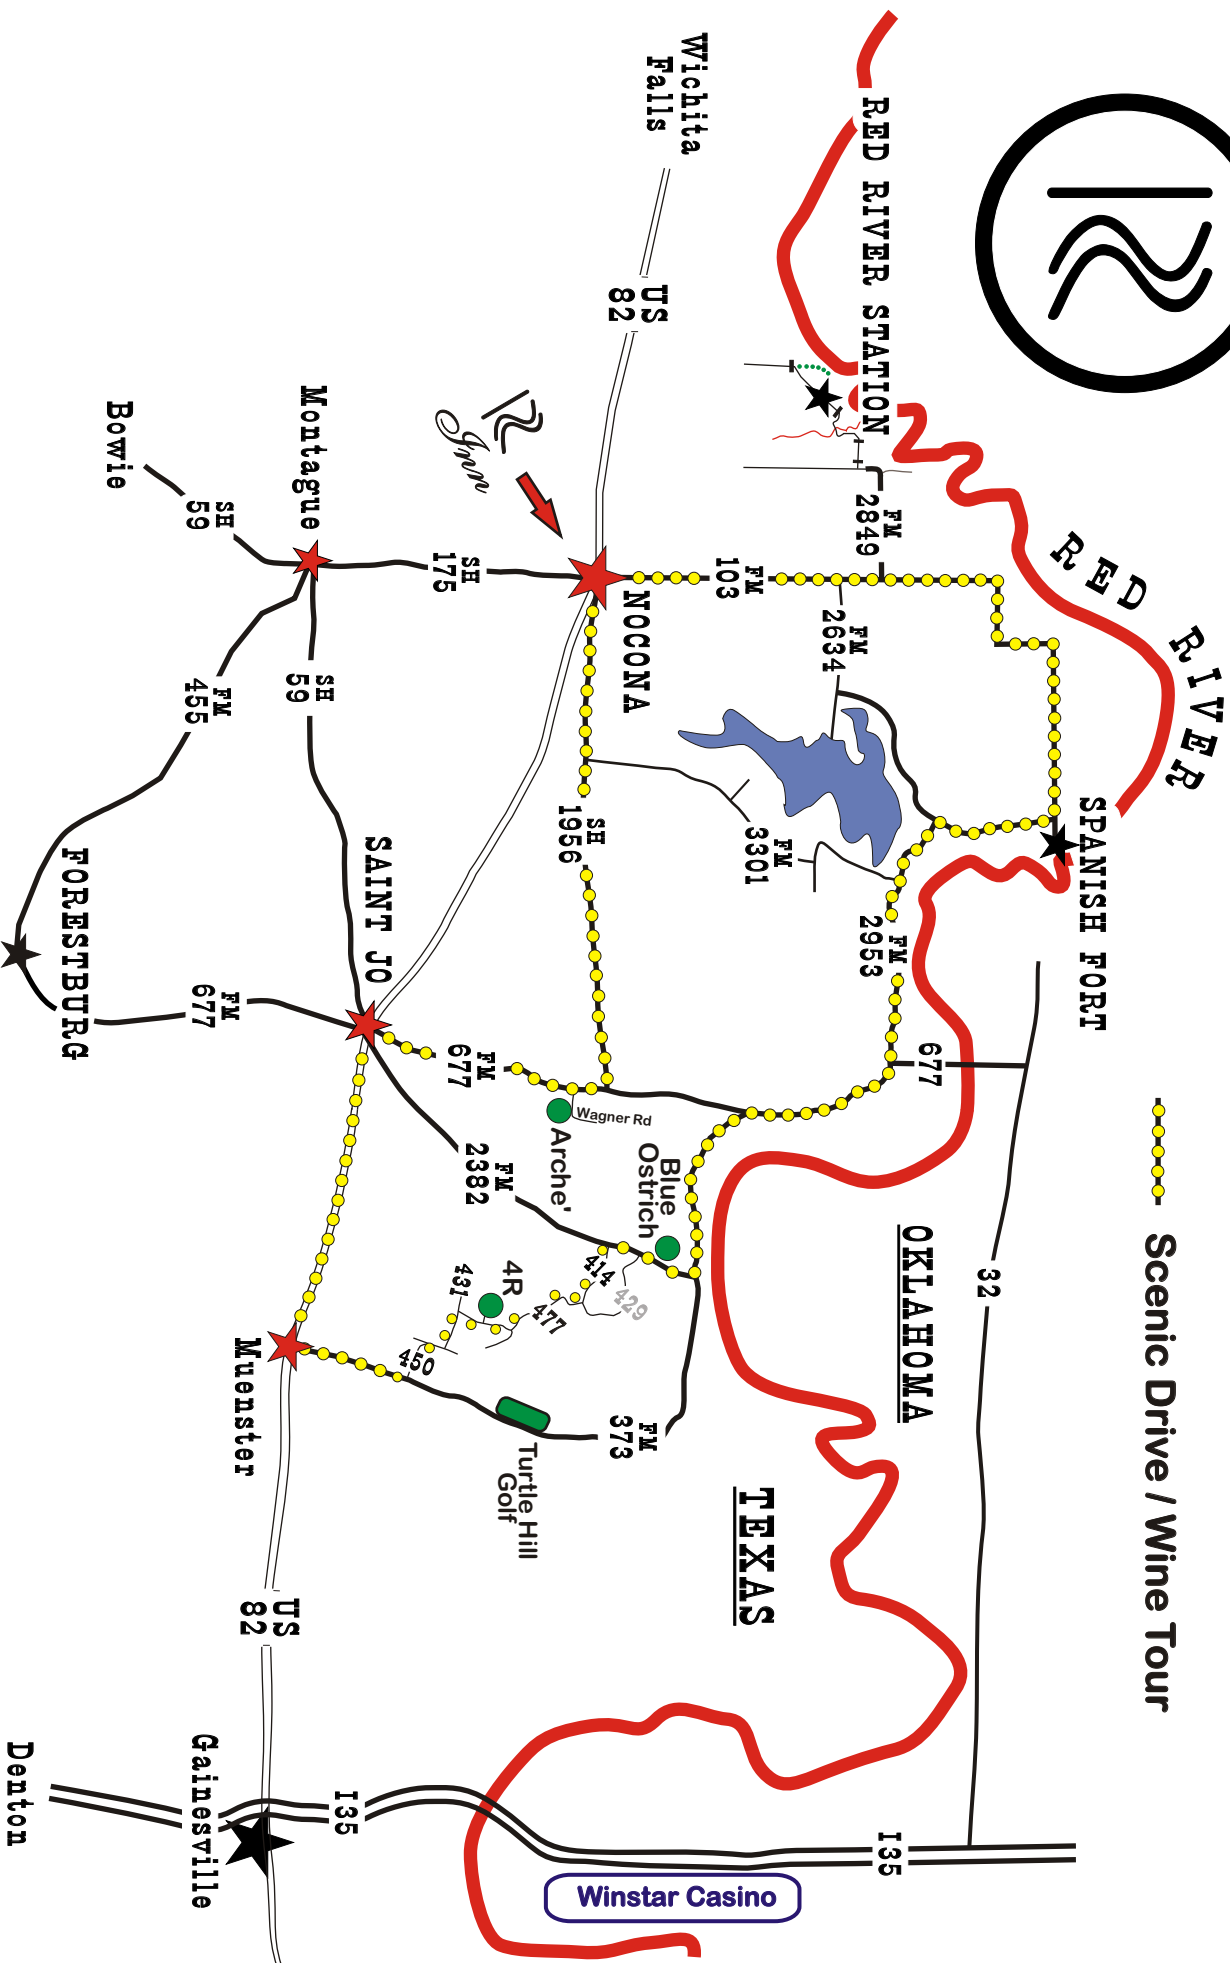 Scenic Drive / Wine Tour
RED RIVER
SPANISH FORT
RED RIVER STATION
OKLAHOMA
32
677
FM
2849
FM
2953
FM
2634
FM
3301
TEXAS
I35
Wichita
Falls
US
82
FM
103
NOCONA
SH
1956
Blue
Ostrich
Wagner Rd
Arche'
FM
677
FM
2382
414
429
477
4R
431
450
FM
373
Turtle Hill
Golf
Winstar Casino
Inn
SH
175
Montague
SH
59
SAINT JO
Muenster
US
82
I35
Gainesville
Bowie
SH
59
FM
455
FM
677
FORESTBURG
Denton